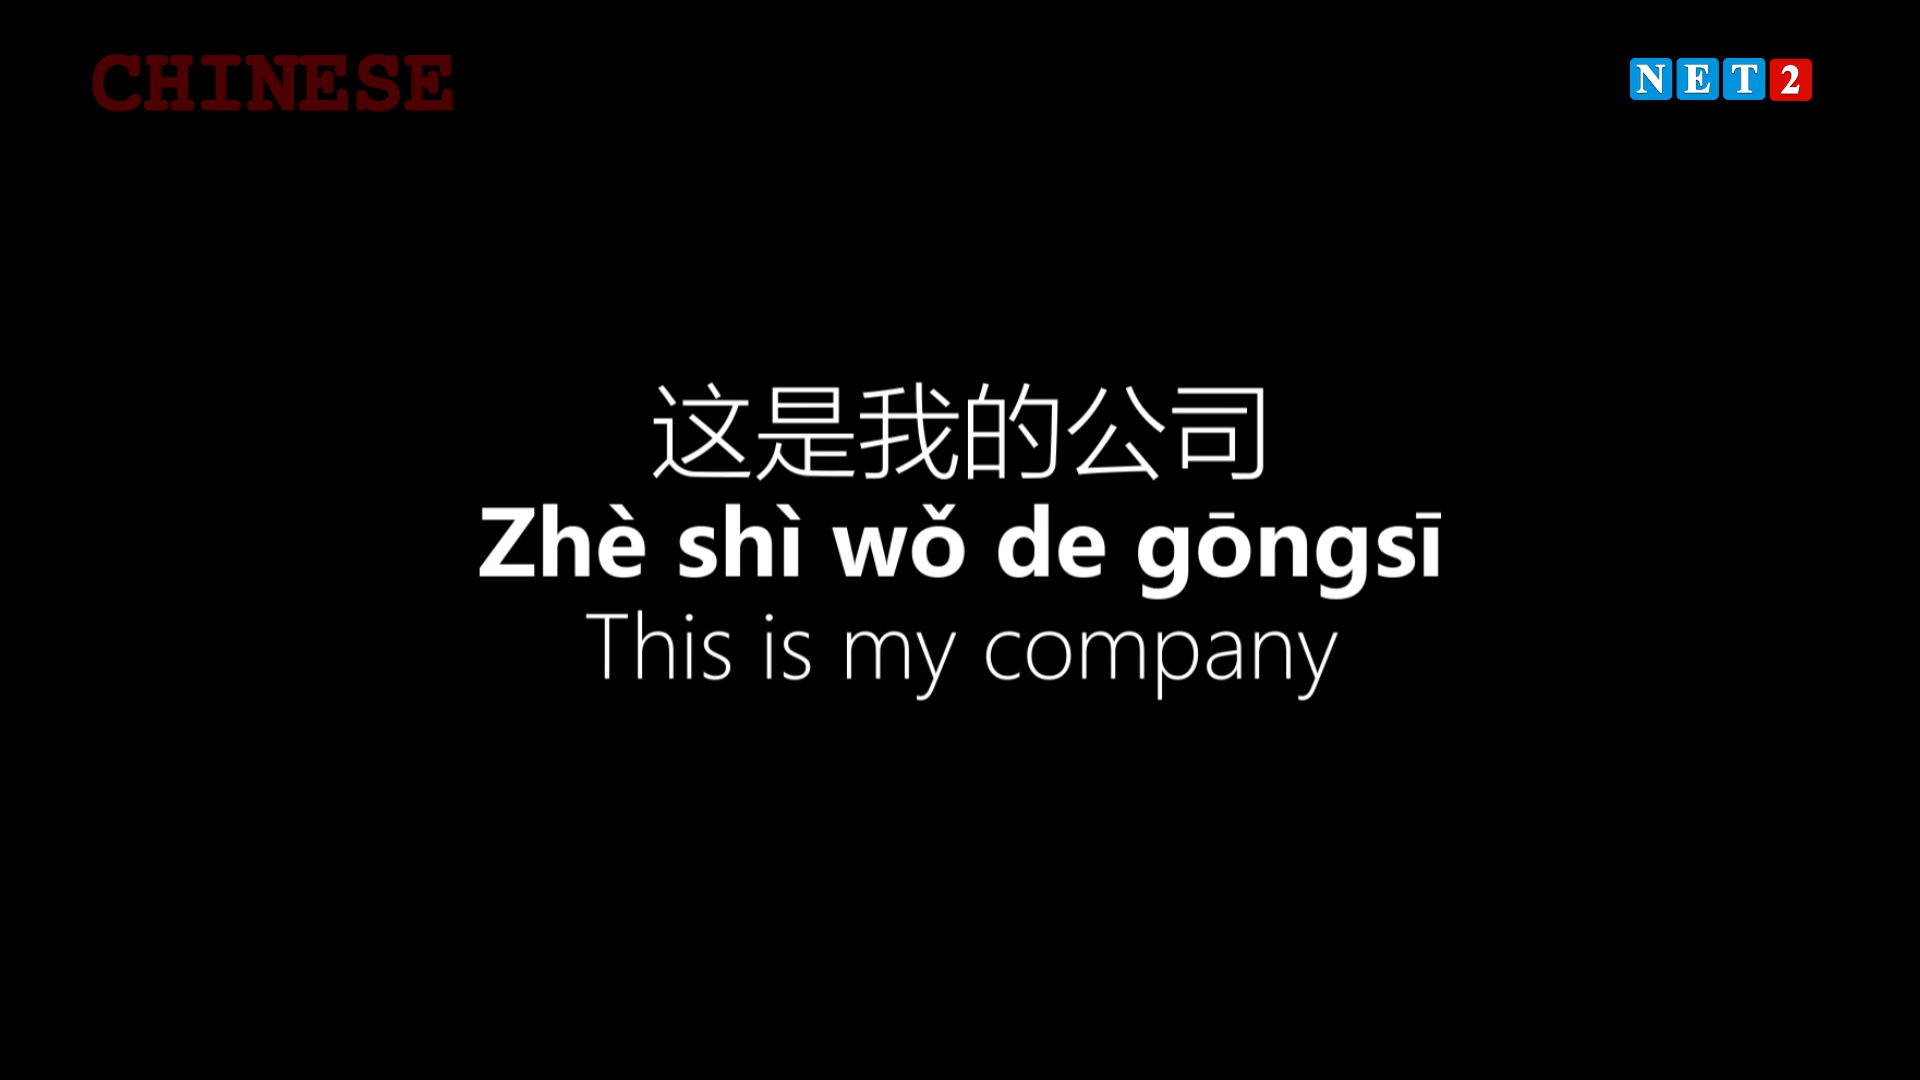 CHINESE
NET2
这是我的公司
Zhè shì wǒ de gōngsī
This is my company